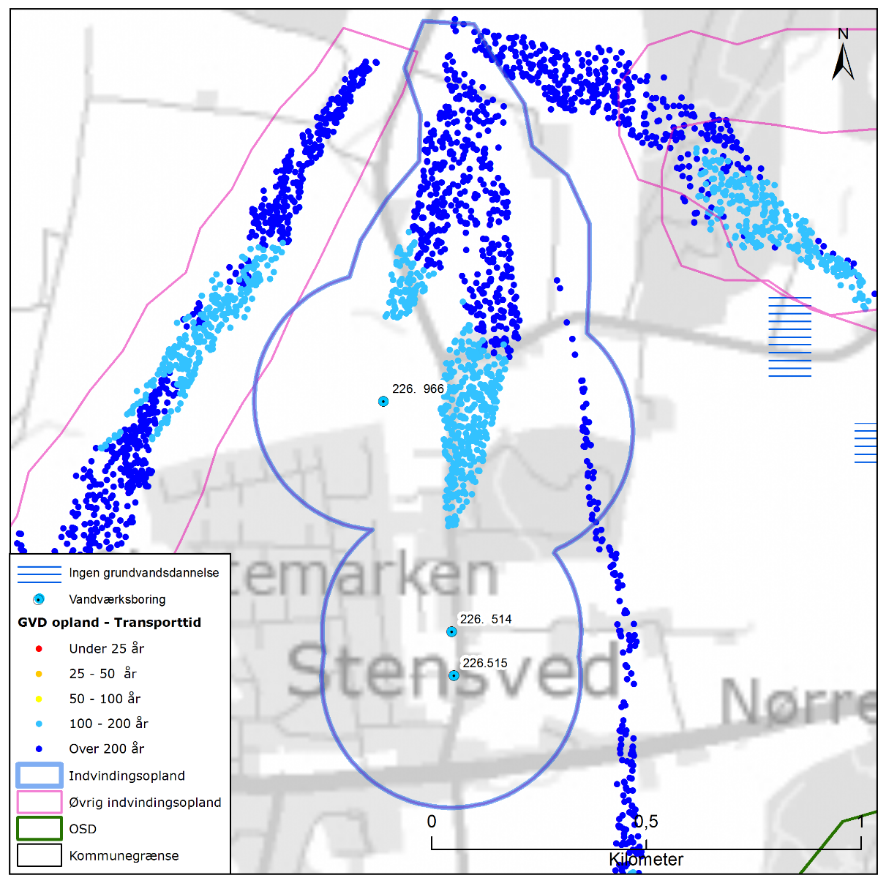 N
226. 966
temarken
226. 514
226.515
Stensved
Nørre
Ingen grundvandsdannelse
Vandværksboring
GVD opland - Transporttid
Under 25 år
25 - 50 år
50 - 100 år
100 - 200 år
Over 200 år
Indvindingsopland
Øvrig indvindingsopland
OSD
Kommunegrænse
0 0,5 1
Kilometer